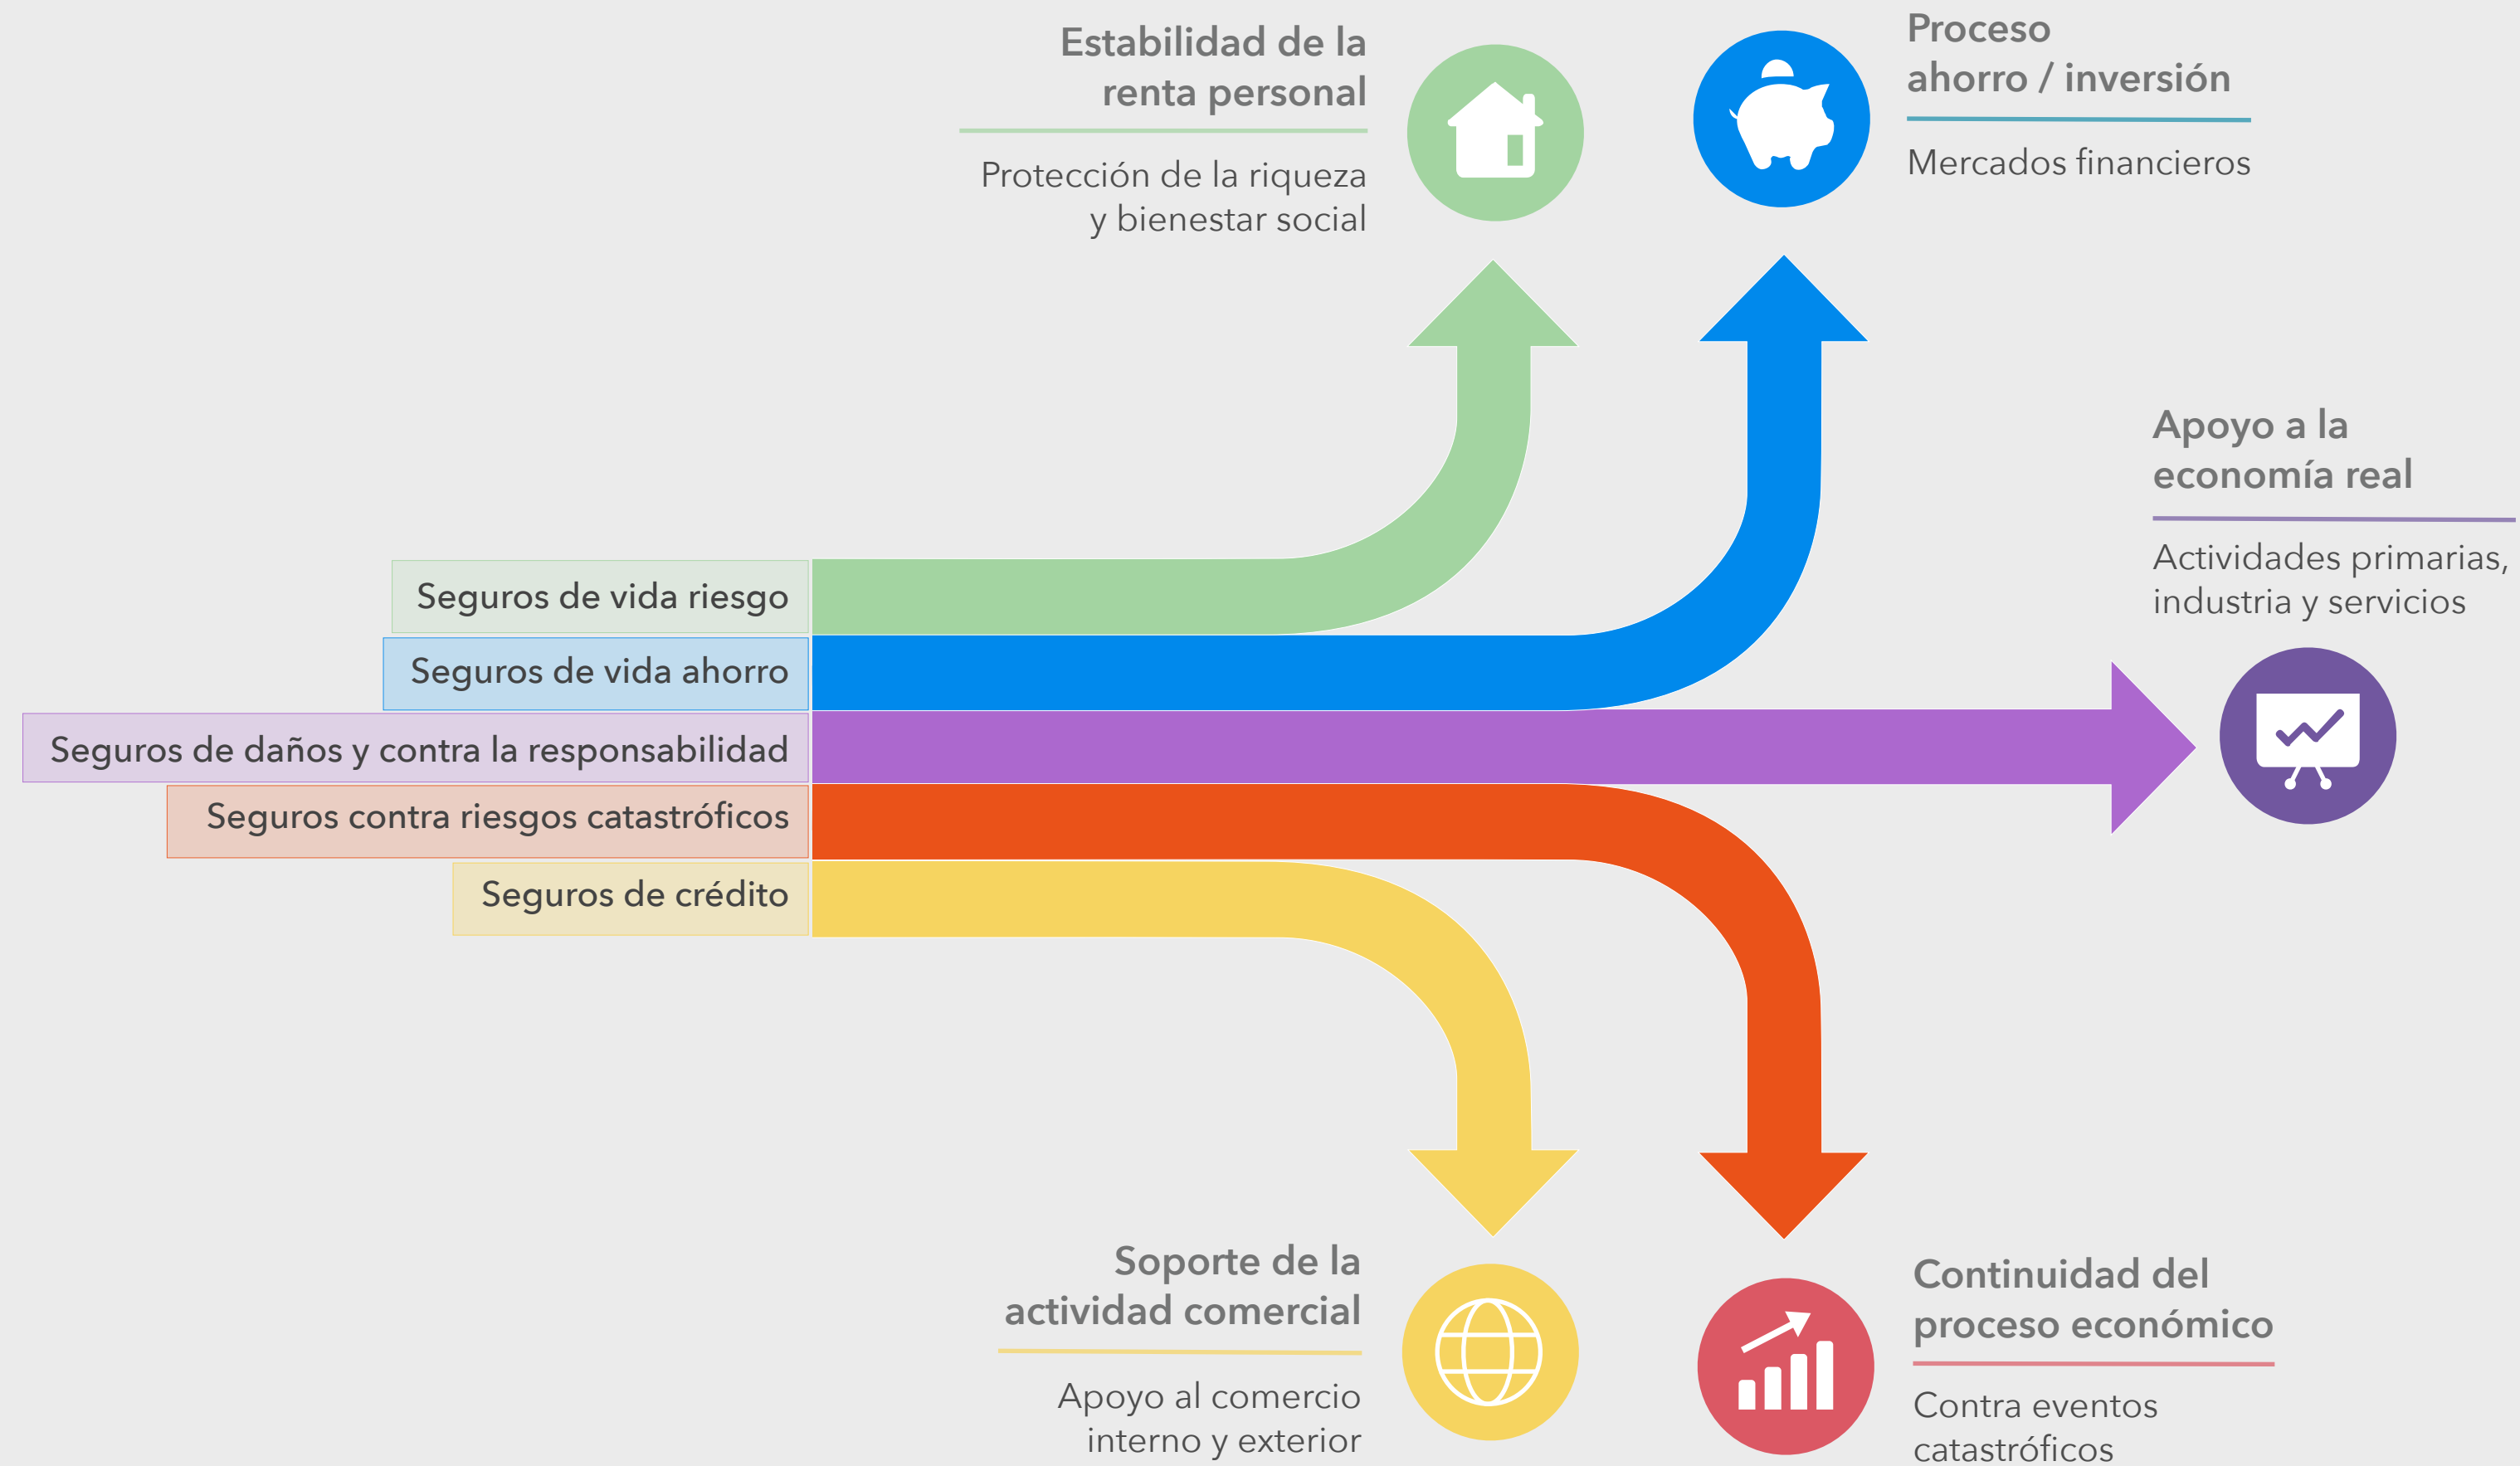 Estabilidad de la
renta personal
Protección de la riqueza
y bienestar social
Proceso
ahorro / inversión
Mercados financieros
Apoyo a la
economía real
Actividades primarias,
industria y servicios
Seguros de vida riesgo
Seguros de vida ahorro
Seguros de daños y contra la responsabilidad
Seguros contra riesgos catastróficos
Seguros de crédito
Soporte de la
actividad comercial
Apoyo al comercio
interno y exterior
Continuidad del
proceso económico
Contra eventos
catastróficos